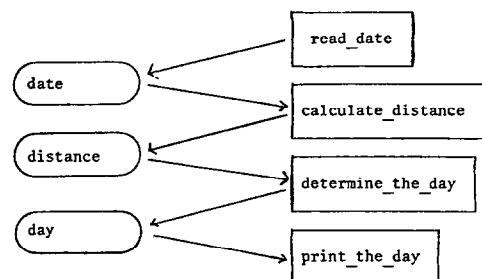 read_date
date
calculate_distance
distance
determine_the_day
day
print_the_day